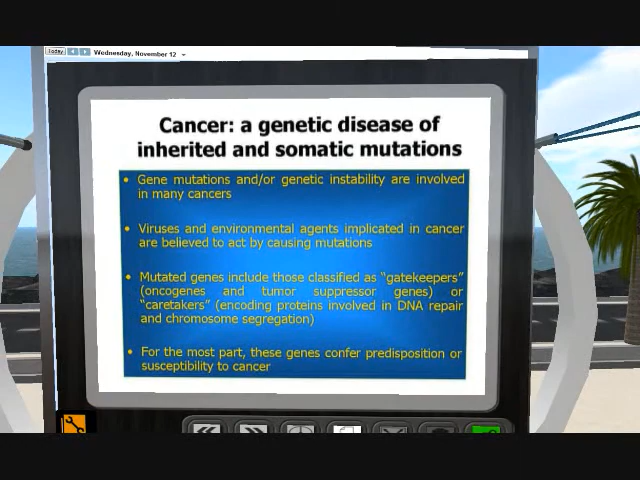 Today
Wednesday, November 12
Cancer: a genetic disease of
inherited and somatic mutations
• Gene mutations and/or genetic instability are involved
in many cancers
• Viruses and environmental agents implicated in cancer
are believed to act by causing mutations
• Mutated genes include those classified as “gatekeepers”
(oncogenes and tumor suppressor genes) or
“caretakers” (encoding proteins involved in DNA repair
and chromosome segregation)
• For the most part, these genes confer predisposition or
susceptibility to cancer